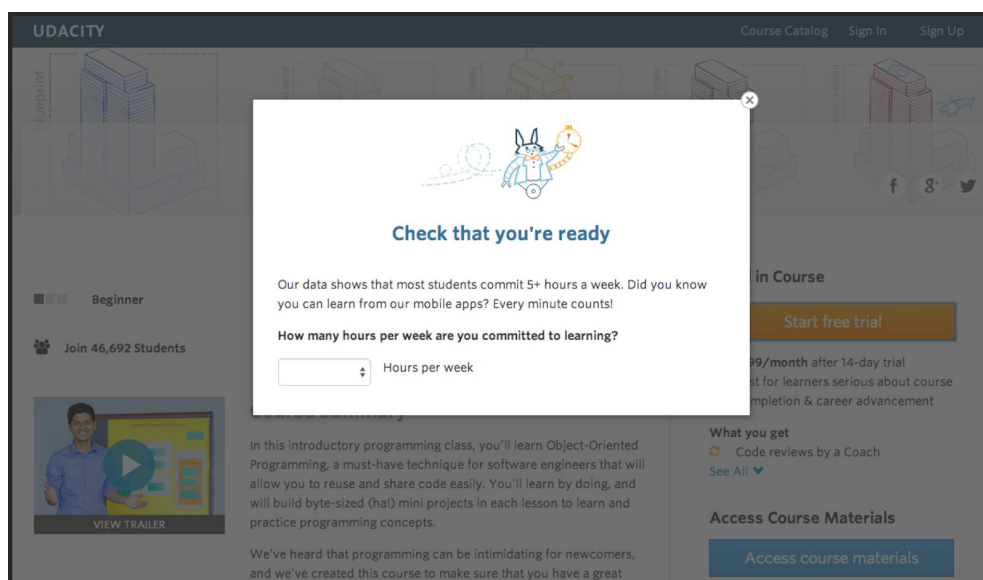 UDACITY
Course Catalog
Sign In
Sign Up
Blueprint
f 8+
Check that you're ready
Our data shows that most students commit 5+ hours a week. Did you know
you can learn from our mobile apps? Every minute counts!
How many hours per week are you committed to learning?
Hours per week
Beginner
Join 46,692 Students
VIEW TRAILER
Course Summary
In this introductory programming class, you'll learn Object-Oriented
Programming, a must-have technique for software engineers that will
allow you to reuse and share code easily. You'll learn by doing, and
will build byte-sized (ha!) mini projects in each lesson to learn and
practice programming concepts.
We've heard that programming can be intimidating for newcomers,
and we've created this course to make sure that you have a great
in Course
Start free trial
99/month after 14-day trial
st for learners serious about course
mpletion & career advancement
What you get
Code reviews by a Coach
See All
Access Course Materials
Access course materials